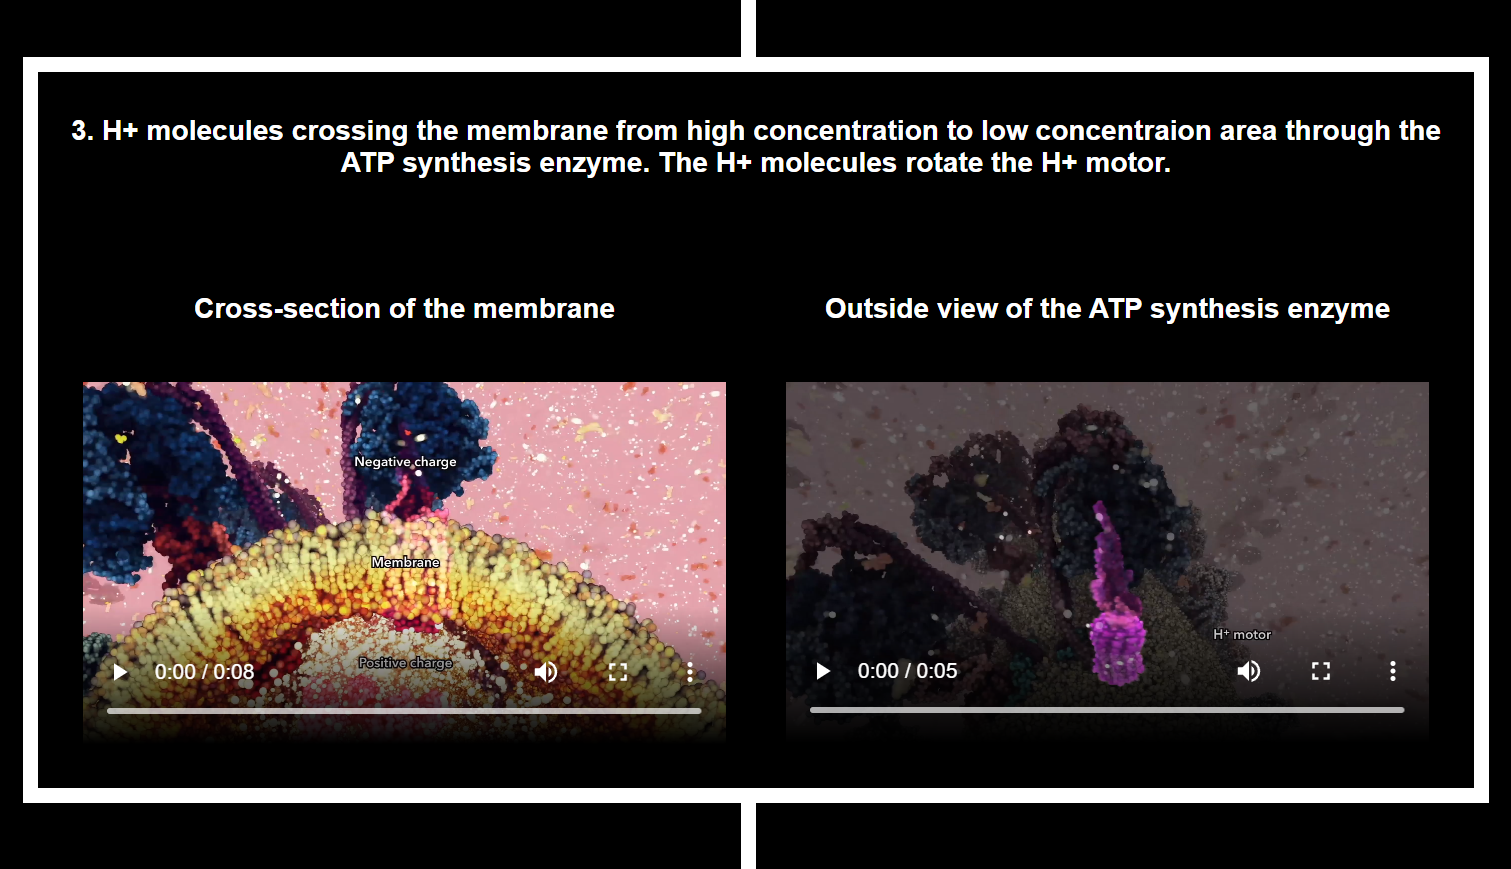 3. H+ molecules crossing the membrane from high concentration to low concentraion area through the
ATP synthesis enzyme. The H+ molecules rotate the H+ motor.
Cross-section of the membrane
Outside view of the ATP synthesis enzyme
Negative charge
Membrane
Positive charge
0:00 / 0:08
H⁺ motor
0:00 / 0:05